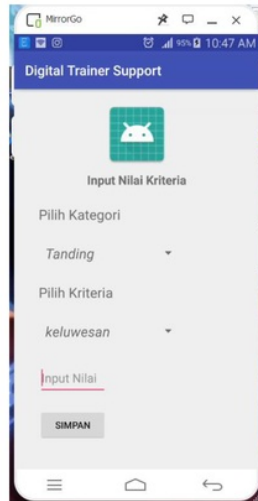 MirrorGo
95% 10:47 AM
Digital Trainer Support
Input Nilai Kriteria
Pilih Kategori
Tanding
Pilih Kriteria
keluwesan
Input Nilai
SIMPAN